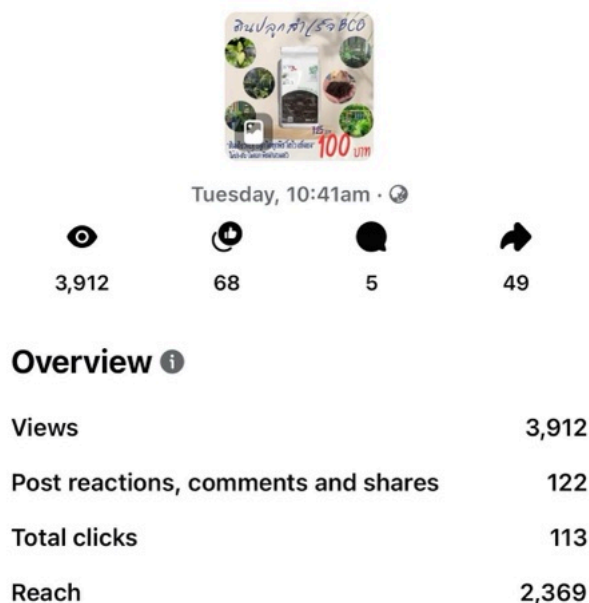 ดินปลูกสำเร็จ BCO
100 บาท
Tuesday, 10:41am ·
3,912
68
5
49
Overview
Views
3,912
Post reactions, comments and shares
122
Total clicks
113
Reach
2,369